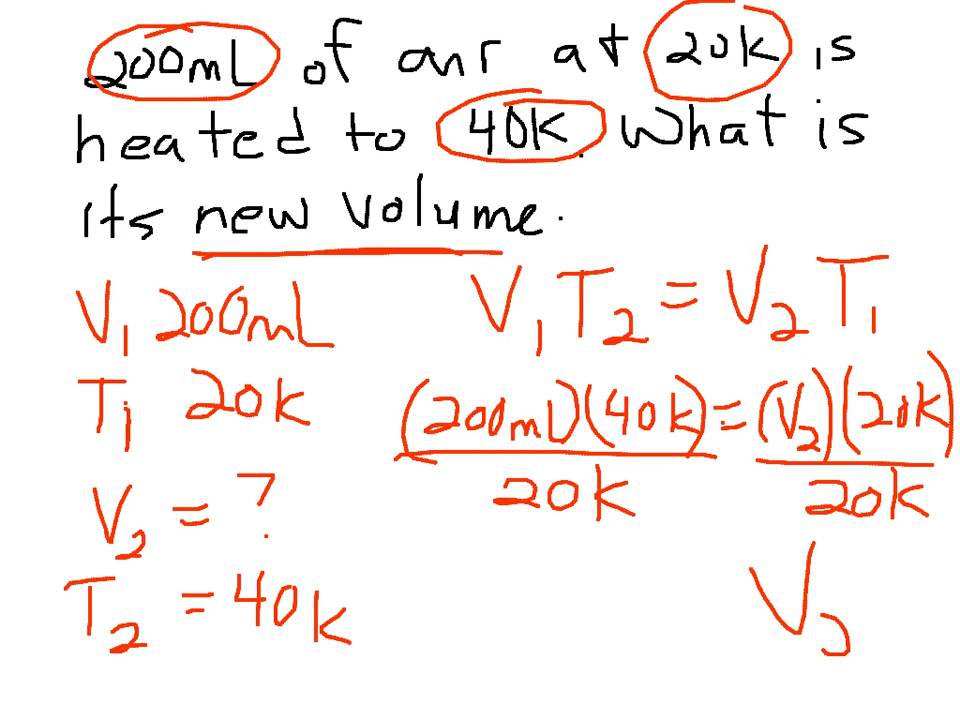 200mL of air at 20K is
heated to 40K. What is
its new volume.
V1 200mL
T1 20K
V2 = ?
T2 = 40K
V1T2 = V2T1
(200mL)(40K) = (V2)(20K)
20K 20K
V2